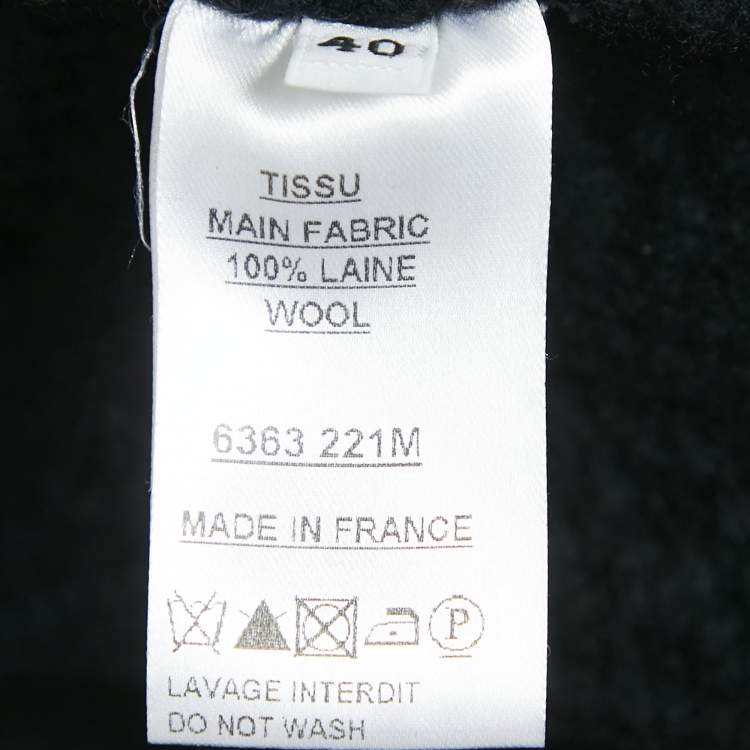 40
TISSU
MAIN FABRIC
100% LAINE
WOOL
6363 221M
MADE IN FRANCE
P
LAVAGE INTERDIT
DO NOT WASH